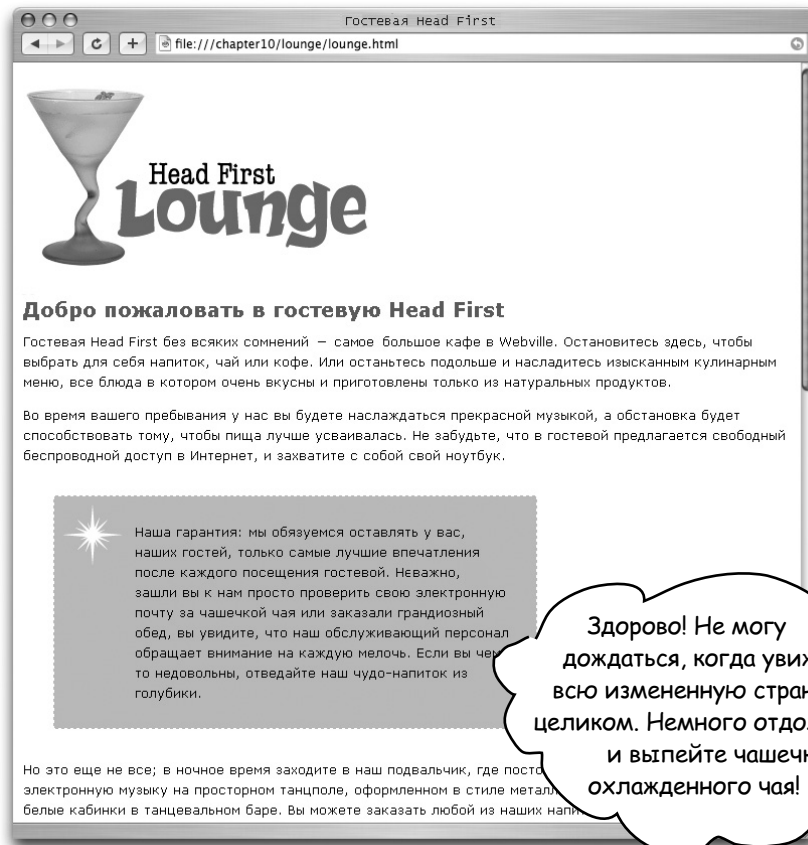 Гостевая Head First
file:///chapter10/lounge/lounge.html
Head First
Lounge
Добро пожаловать в гостевую Head First
Гостевая Head First без всяких сомнений — самое большое кафе в Webville. Остановитесь здесь, чтобы
выбрать для себя напиток, чай или кофе. Или останьтесь подольше и насладитесь изысканным кулинарным
меню, все блюда в котором очень вкусны и приготовлены только из натуральных продуктов.
Во время вашего пребывания у нас вы будете наслаждаться прекрасной музыкой, а обстановка будет
способствовать тому, чтобы пища лучше усваивалась. Не забудьте, что в гостевой предлагается свободный
беспроводной доступ в Интернет, и захватите с собой свой ноутбук.
Наша гарантия: мы обязуемся оставлять у вас,
наших гостей, только самые лучшие впечатления
после каждого посещения гостевой. Неважно,
зашли вы к нам просто проверить свою электронную
почту за чашечкой чая или заказали грандиозный
обед, вы увидите, что наш обслуживающий персонал
обращает внимание на каждую мелочь. Если вы чем
то недовольны, отведайте наш чудо-напиток из
голубики.
Но это еще не все; в ночное время заходите в наш подвальчик, где
электронную музыку на просторном танцполе, оформленном в стиле
белые кабинки в танцевальном баре. Вы можете заказать любой из наших
Здорово! Не могу
дождаться, когда
всю измененную
целиком. Немного
и выпейте
охлажденного чая!